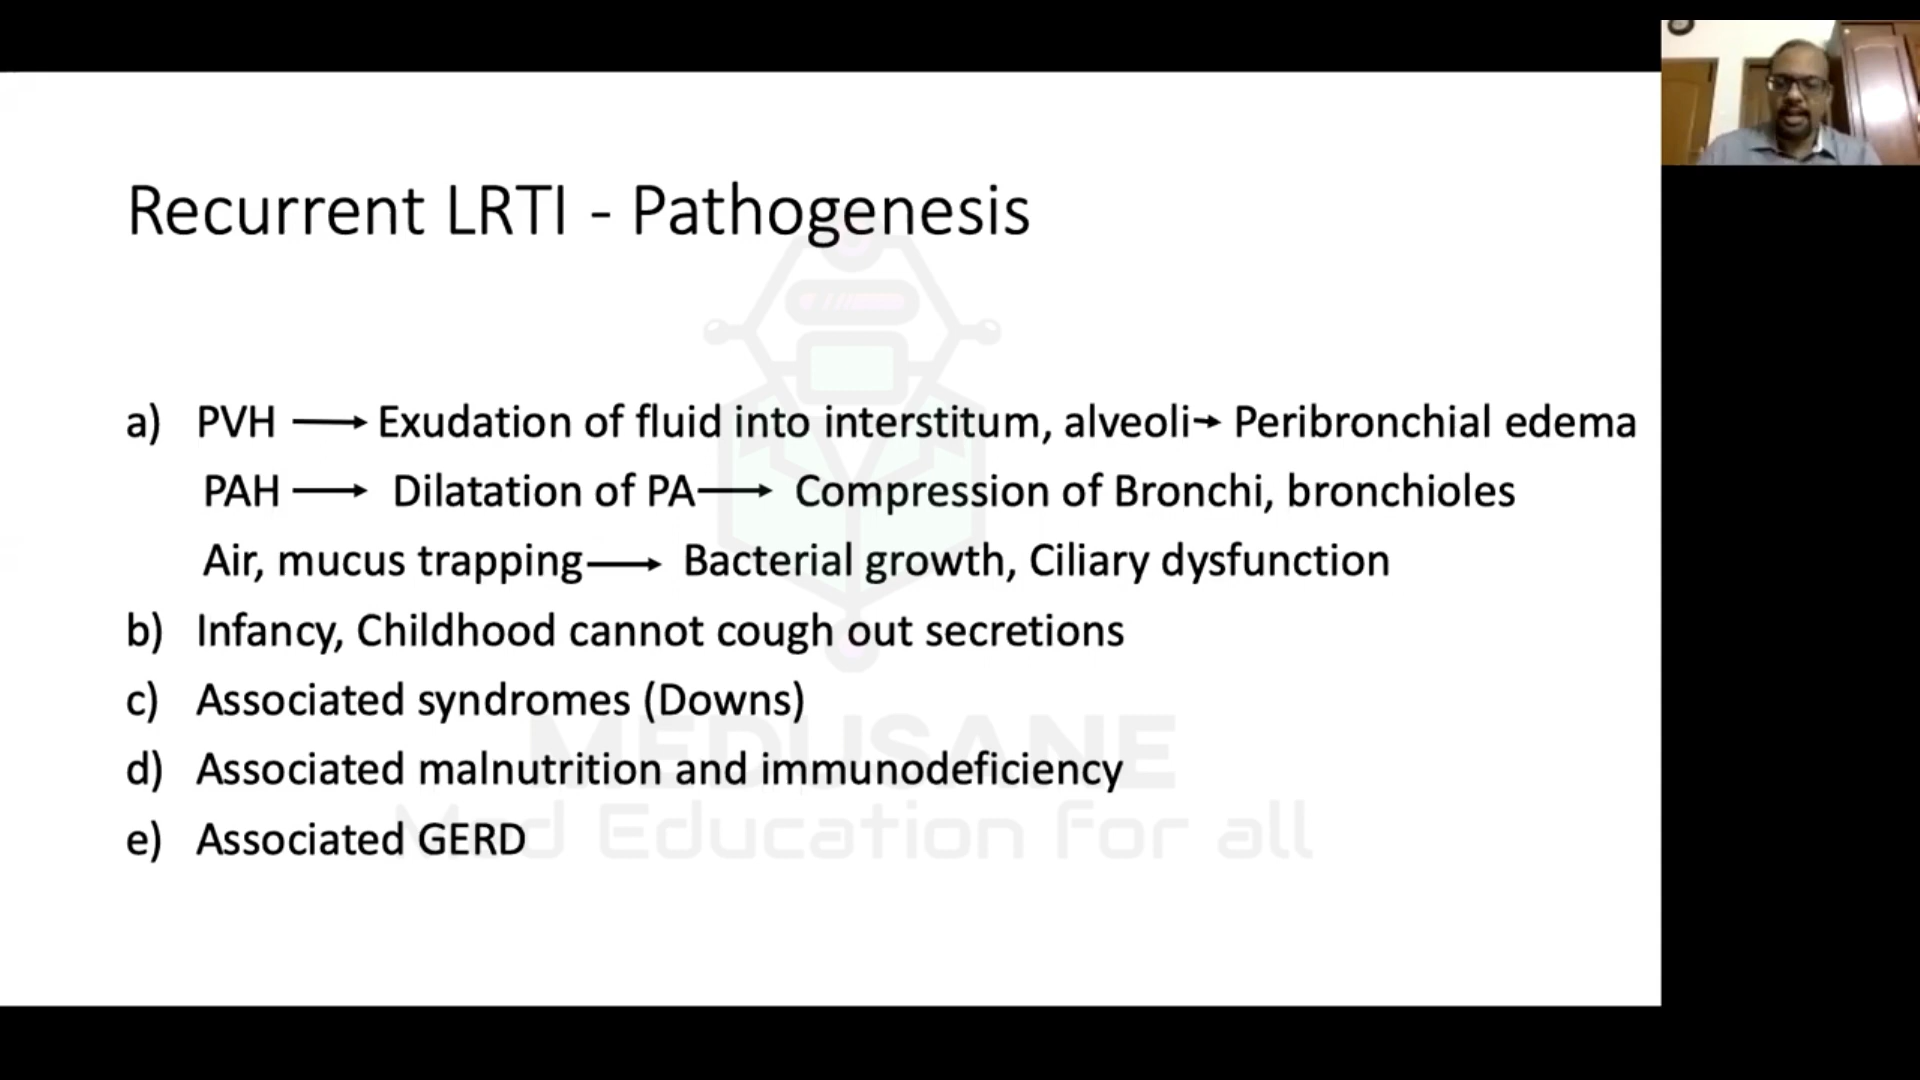 Recurrent LRTI - Pathogenesis
a) PVH → Exudation of fluid into interstitum, alveoli→ Peribronchial edema
PAH → Dilatation of PA → Compression of Bronchi, bronchioles
Air, mucus trapping → Bacterial growth, Ciliary dysfunction
b) Infancy, Childhood cannot cough out secretions
c) Associated syndromes (Downs)
MEDUSANE
d) Associated malnutrition and immunodeficiency
Med Education for all
e) Associated GERD